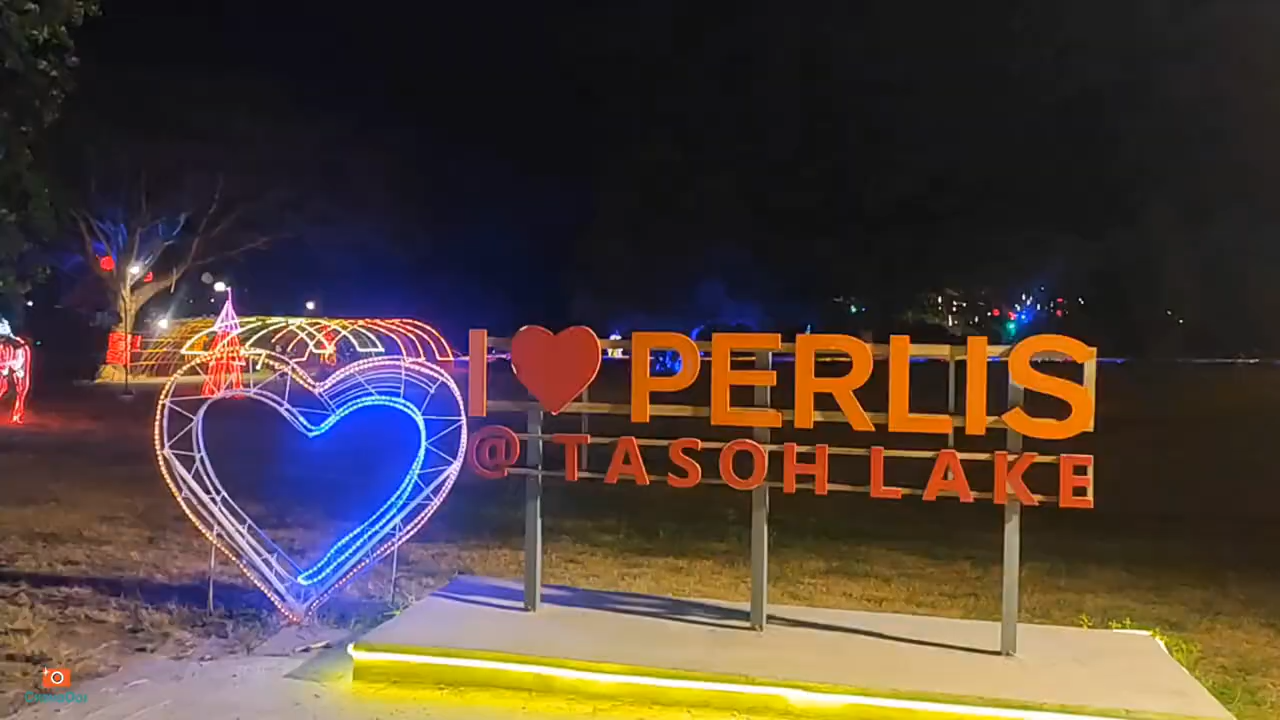 I ❤ PERLIS
@ TASOH LAKE